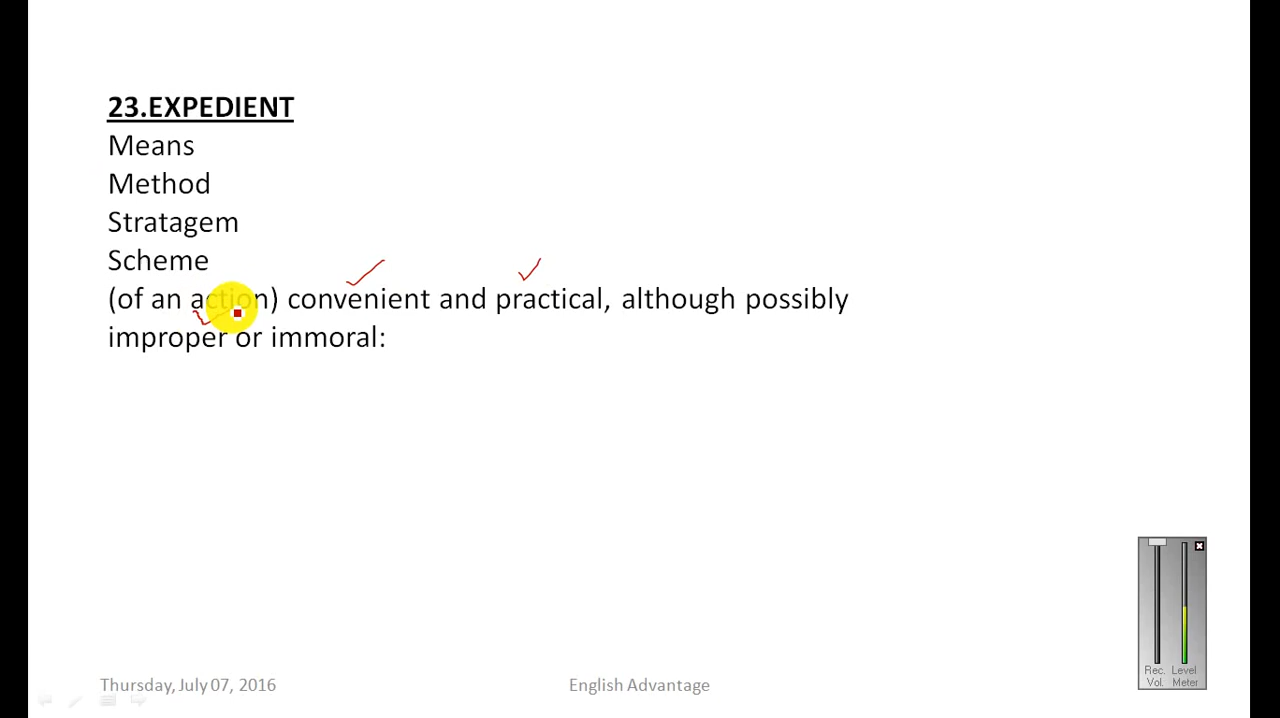 23.EXPEDIENT
Means
Method
Stratagem
Scheme
(of an action) convenient and practical, although possibly
improper or immoral:
Rec. Level
Vol. Meter
Thursday, July 07, 2016 English Advantage